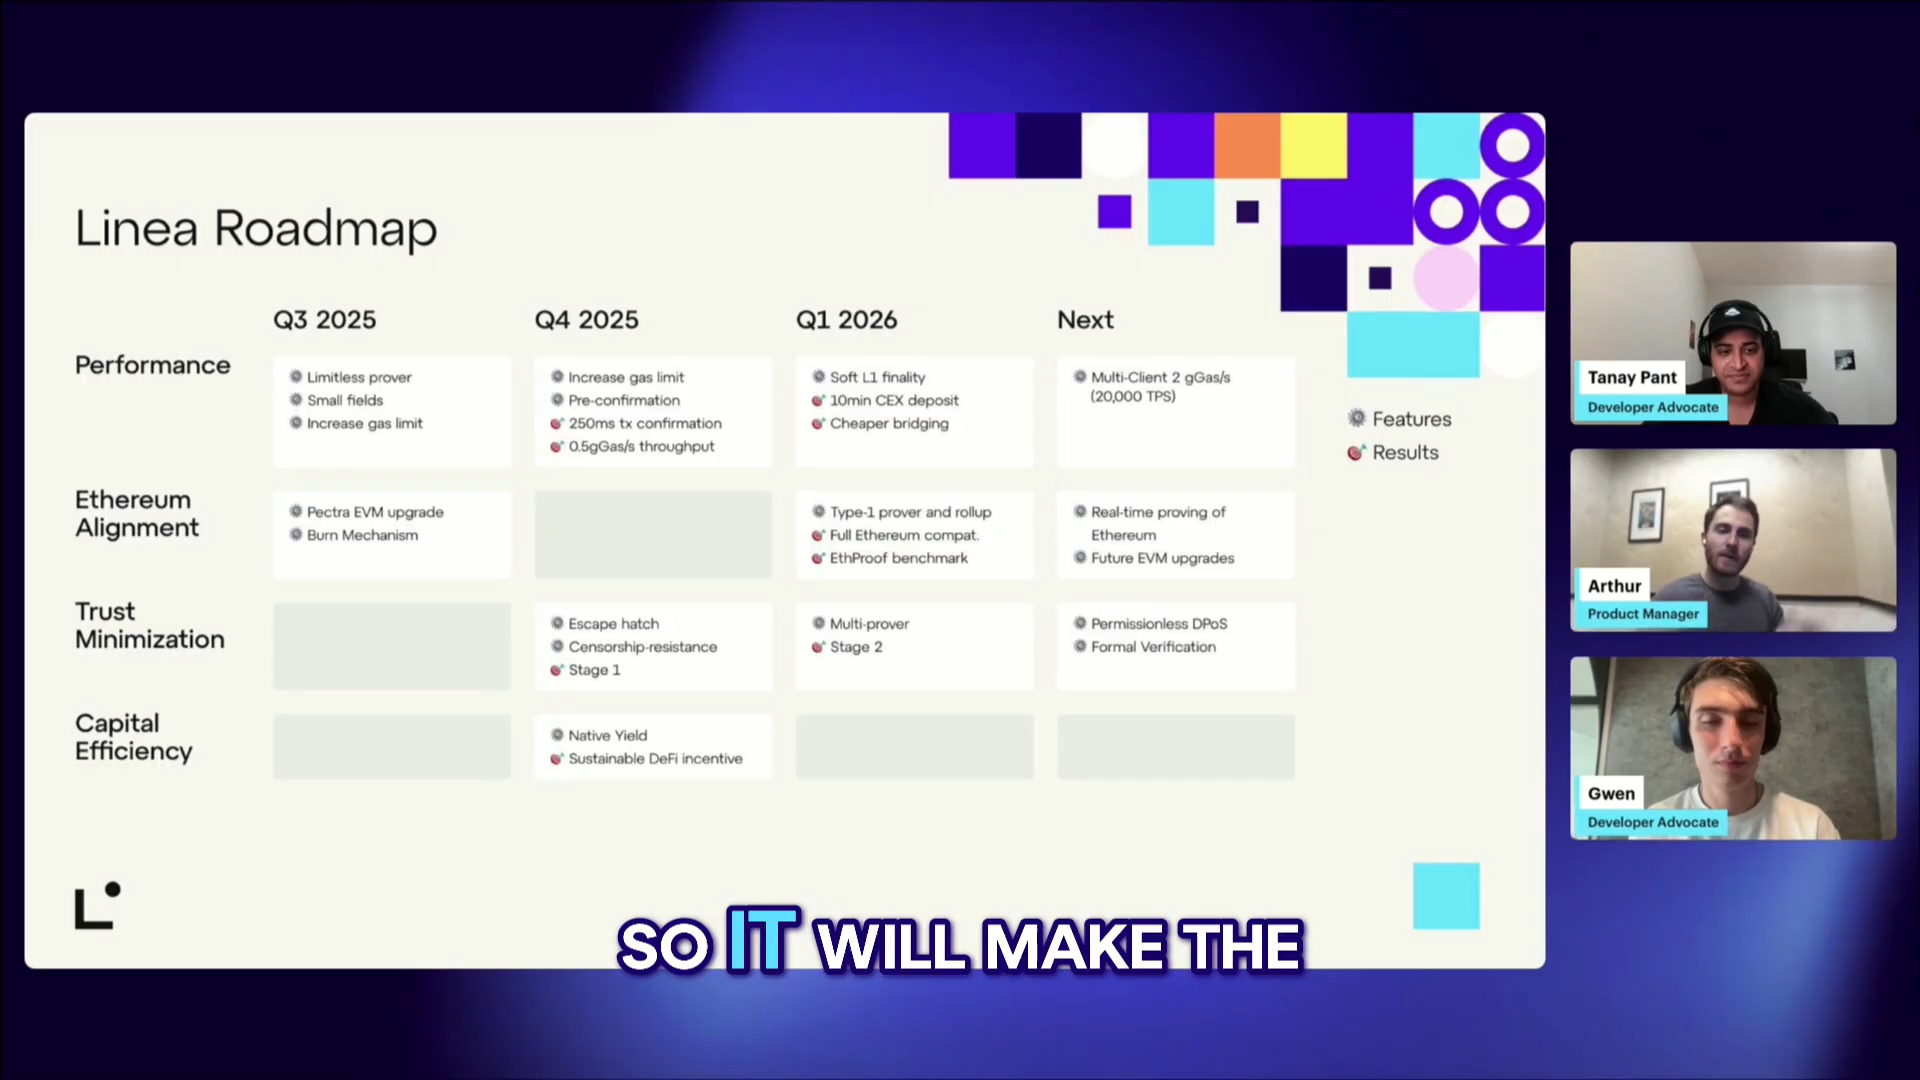 Linea Roadmap
Q3 2025
Q4 2025
Q1 2026
Next
Performance
Limitless prover
Small fields
Increase gas limit
Increase gas limit
Pre-confirmation
250ms tx confirmation
0.5gGas/s throughput
Soft L1 finality
10min CEX deposit
Cheaper bridging
Multi-Client 2 gGas/s
(20,000 TPS)
Features
Results
Ethereum
Alignment
Pectra EVM upgrade
Burn Mechanism
Type-1 prover and rollup
Full Ethereum compat.
EthProof benchmark
Real-time proving of
Ethereum
Future EVM upgrades
Trust
Minimization
Escape hatch
Censorship-resistance
Stage 1
Multi-prover
Stage 2
Permissionless DPoS
Formal Verification
Capital
Efficiency
Native Yield
Sustainable DeFi incentive
Tanay Pant
Developer Advocate
Arthur
Product Manager
Gwen
Developer Advocate
SO IT WILL MAKE THE